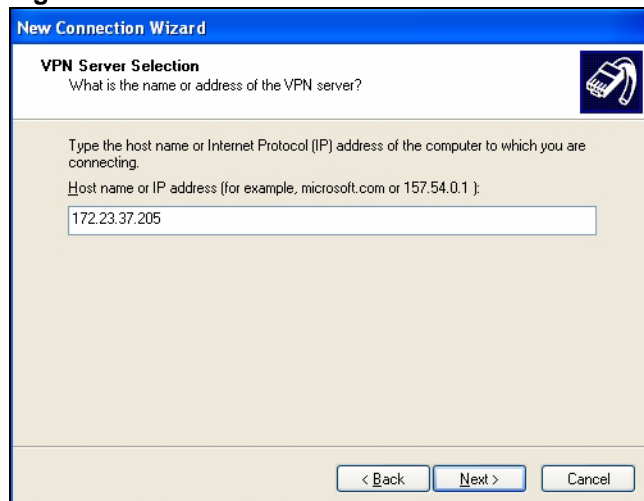 New Connection Wizard
VPN Server Selection
What is the name or address of the VPN server?
Type the host name or Internet Protocol (IP) address of the computer to which you are
connecting.
Host name or IP address (for example, microsoft.com or 157.54.0.1 ):
172.23.37.205
< Back
Next >
Cancel